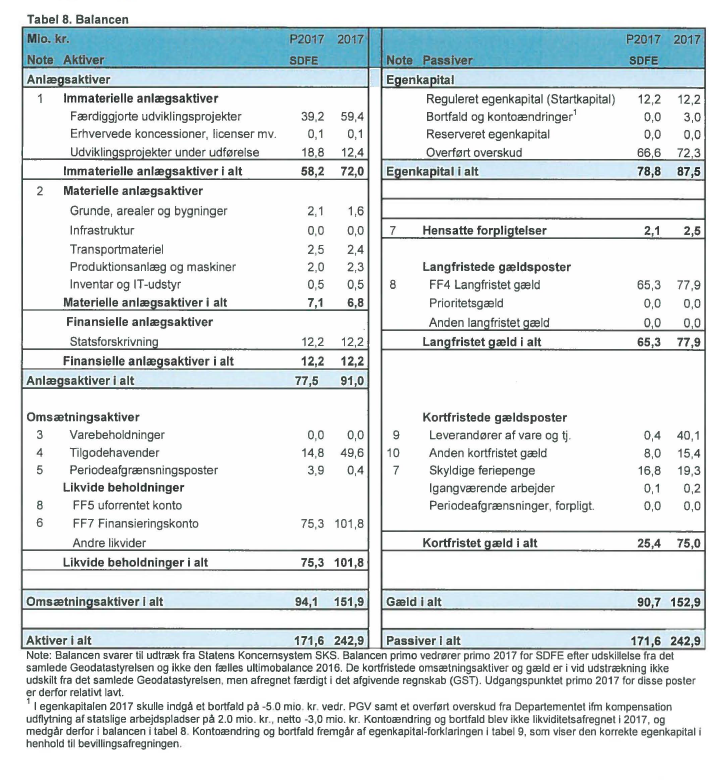 Tabel 8. Balancen
Mio. kr. P2017 2017
Note Aktiver SDFE
Anlægsaktiver
1 Immaterielle anlægsaktiver
Færdiggjorte udviklingsprojekter 39,2 59,4
Erhvervede koncessioner, licenser mv. 0,1 0,1
Udviklingsprojekter under udførelse 18,8 12,4
Immaterielle anlægsaktiver i alt 58,2 72,0
2 Materielle anlægsaktiver
Grunde, arealer og bygninger 2,1 1,6
Infrastruktur 0,0 0,0
Transportmateriel 2,5 2,4
Produktionsanlæg og maskiner 2,0 2,3
Inventar og IT-udstyr 0,5 0,5
Materielle anlægsaktiver i alt 7,1 6,8
Finansielle anlægsaktiver
Statsforskrivning 12,2 12,2
Finansielle anlægsaktiver i alt 12,2 12,2
Anlægsaktiver i alt 77,5 91,0
Omsætningsaktiver
3 Varebeholdninger 0,0 0,0
4 Tilgodehavender 14,8 49,6
5 Periodeafgrænsningsposter 3,9 0,4
Likvide beholdninger
8 FF5 uforrentet konto
6 FF7 Finansieringskonto 75,3 101,8
Andre likvider
Likvide beholdninger i alt 75,3 101,8
Omsætningsaktiver i alt 94,1 151,9
Aktiver i alt 171,6 242,9
P2017 2017
Note Passiver SDFE
Egenkapital
Reguleret egenkapital (Startkapital) 12,2 12,2
Bortfald og kontoændringer¹ 0,0 3,0
Reserveret egenkapital 0,0 0,0
Overført overskud 66,6 72,3
Egenkapital i alt 78,8 87,5
7 Hensatte forpligtelser 2,1 2,5
Langfristede gældsposter
8 FF4 Langfristet gæld 65,3 77,9
Prioritetsgæld 0,0 0,0
Anden langfristet gæld 0,0 0,0
Langfristet gæld i alt 65,3 77,9
Kortfristede gældsposter
9 Leverandører af vare og tj. 0,4 40,1
10 Anden kortfristet gæld 8,0 15,4
7 Skyldige feriepenge 16,8 19,3
Igangværende arbejder 0,1 0,2
Periodeafgrænsninger, forpligt. 0,0 0,0
Kortfristet gæld i alt 25,4 75,0
Gæld i alt 90,7 152,9
Passiver i alt 171,6 242,9
Note: Balancen svarer til udtræk fra Statens Koncernsystem SKS. Balancen primo vedrører primo 2017 for SDFE efter udskillelse fra det
samlede Geodatastyrelsen og ikke den fælles ultimobalance 2016. De kortfristede omsætningsaktiver og gæld er i vid udstrækning ikke
udskilt fra det samlede Geodatastyrelsen, men afregnet færdigt i det afgivende regnskab (GST). Udgangspunktet primo 2017 for disse poster
er derfor relativt lavt.
¹ I egenkapitalen 2017 skulle indgå et bortfald på -5.0 mio. kr. vedr. PGV samt et overført overskud fra Departementet ifm kompensation
udflytning af statslige arbejdspladser på 2.0 mio. kr., netto -3,0 mio. kr. Kontoændring og bortfald blev ikke likviditetsafregnet i 2017, og
medgår derfor i balancen i tabel 8. Kontoændring og bortfald fremgår af egenkapital-forklaringen i tabel 9, som viser den korrekte egenkapital i
henhold til bevillingsafregningen.